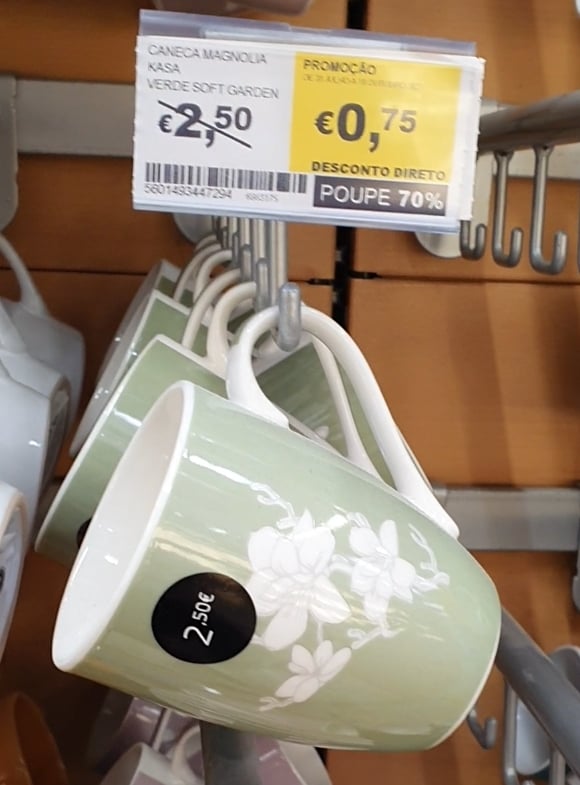 CANECA MAGNOLIA
KASA
VERDE SOFT GARDEN
€2,50
PROMOÇÃO
€0,75
DESCONTO DIRETO
POUPE 70%
5601493447294
2,50€